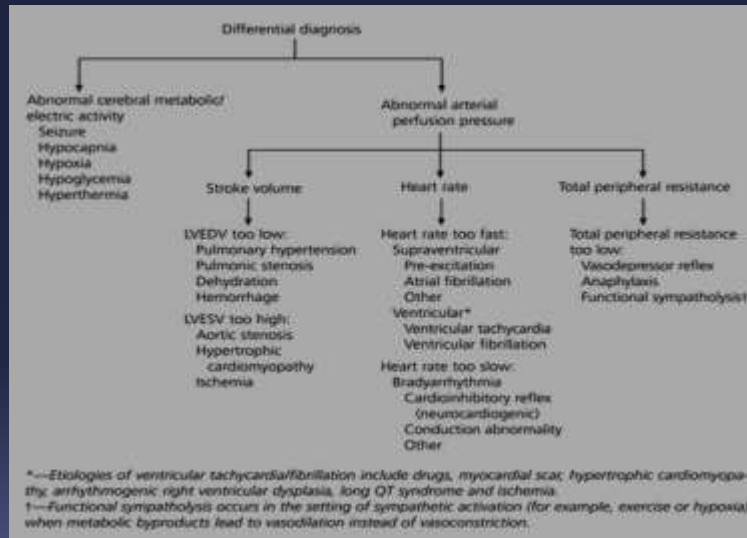 Differential diagnosis
Abnormal cerebral metabolic/
electric activity
Seizure
Hypocapnia
Hypoxia
Hypoglycemia
Hyperthermia
Abnormal arterial
perfusion pressure
Stroke volume
LVEDV too low:
Pulmonary hypertension
Pulmonic stenosis
Dehydration
Hemorrhage
LVESV too high:
Aortic stenosis
Hypertrophic
cardiomyopathy
Ischemia
Heart rate
Heart rate too fast:
Supraventricular
Pre-excitation
Atrial fibrillation
Other
Ventricular*
Ventricular tachycardia
Ventricular fibrillation
Heart rate too slow:
Bradyarrhythmia
Cardioinhibitory reflex
(neurocardiogenic)
Conduction abnormality
Other
Total peripheral resistance
Total peripheral resistance
too low:
Vasodepressor reflex
Anaphylaxis
Functional sympatholysis†
*—Etiologies of ventricular tachycardia/fibrillation include drugs, myocardial scar, hypertrophic cardiomyopa-
thy, arrhythmogenic right ventricular dysplasia, long QT syndrome and ischemia.
†—Functional sympatholysis occurs in the setting of sympathetic activation (for example, exercise or hypoxia)
when metabolic byproducts lead to vasodilation instead of vasoconstriction.